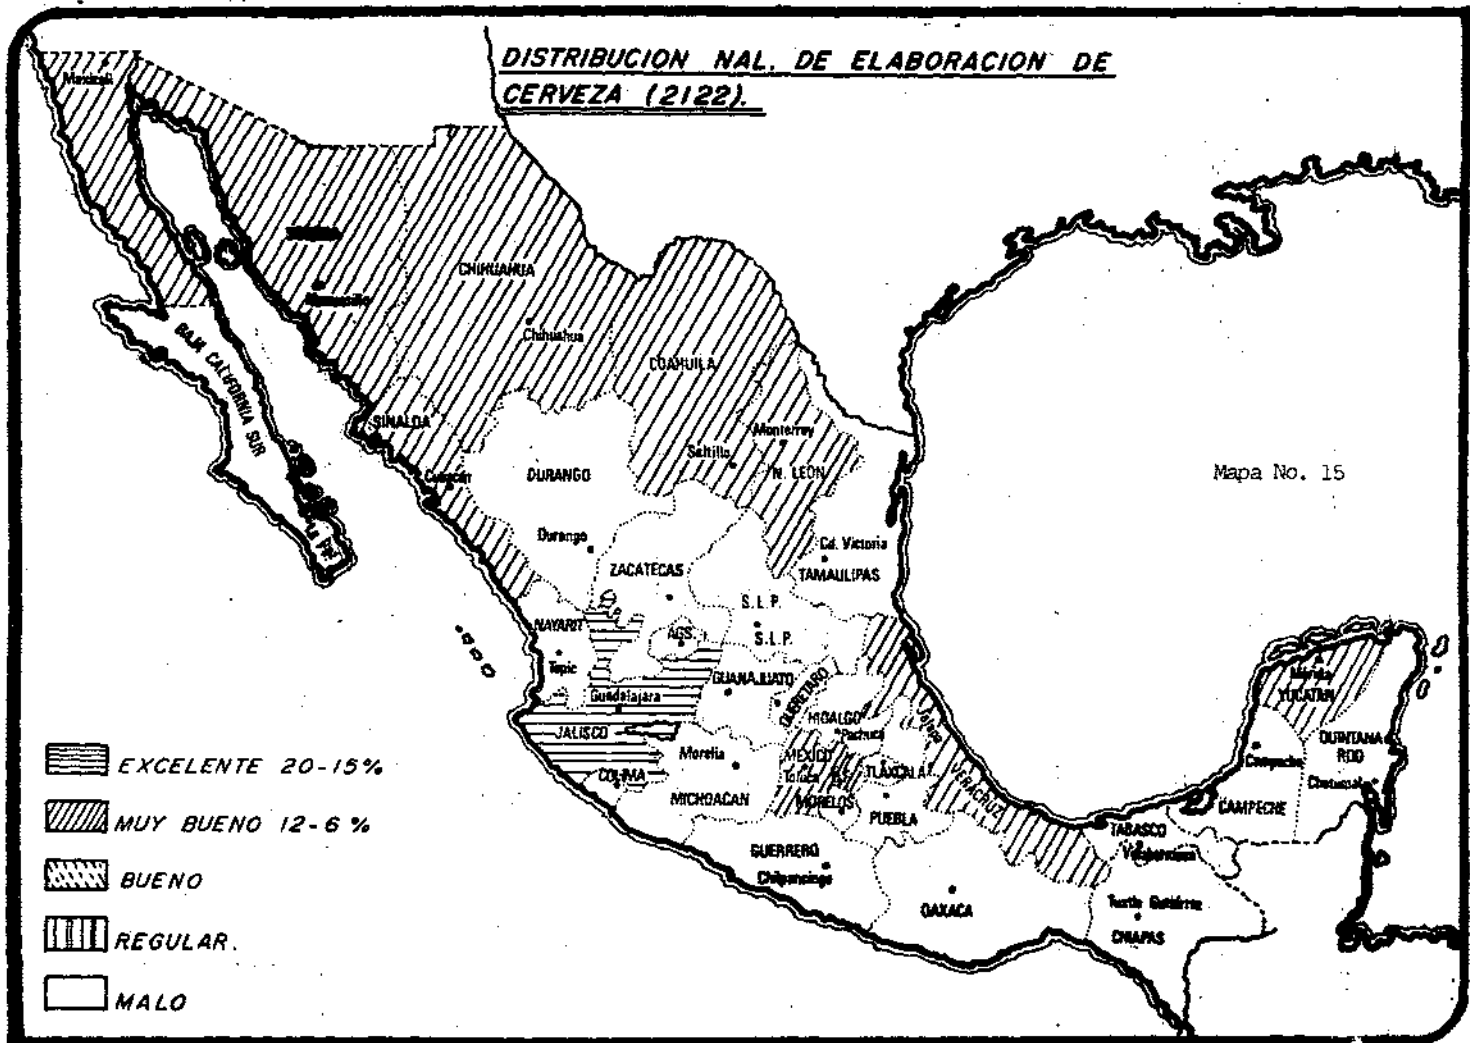 DISTRIBUCION NAL. DE ELABORACION DE
CERVEZA (2122).
Mexicali
CHIHUAHUA
Chihuahua
COAHUILA
BAJA CALIFORNIA SUR
SINALOA
Monterrey
Saltillo
N. LEON
Mapa No. 15
DURANGO
Culiacán
Durango
Cd. Victoria
TAMAULIPAS
ZACATECAS
S.L.P.
S.L.P.
NAYARIT
AGS.
Tepic
GUANAJUATO
QUERETARO
Guadalajara
Mérida
YUCATAN
HIDALGO
Pachuca
Jalapa
JALISCO
Morelia
MEXICO
Toluca
D.F.
TLAXCALA
VERACRUZ
QUINTANA
ROO
Campeche
Chetumal
COLIMA
MICHOACAN
MORELOS
PUEBLA
CAMPECHE
TABASCO
Villahermosa
GUERRERO
Chilpancingo
OAXACA
Tuxtla Gutiérrez
CHIAPAS
EXCELENTE 20-15%
MUY BUENO 12-6 %
BUENO
REGULAR.
MALO